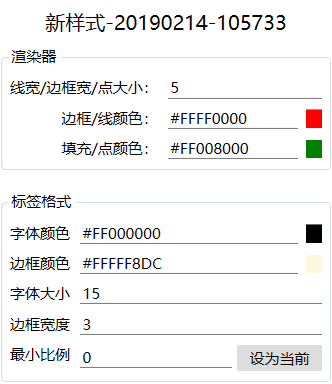 新样式-20190214-105733
渲染器
线宽/边框宽/点大小： 5
边框/线颜色： #FFFF0000
填充/点颜色： #FF008000
标签格式
字体颜色 #FF000000
边框颜色 #FFFFF8DC
字体大小 15
边框宽度 3
最小比例 0 设为当前